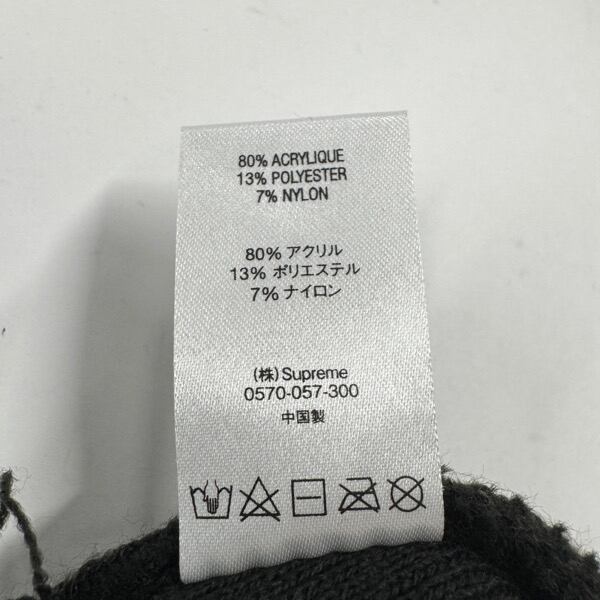 80% ACRYLIQUE
13% POLYESTER
7% NYLON
80% アクリル
13% ポリエステル
7% ナイロン
(株) Supreme
0570-057-300
中国製